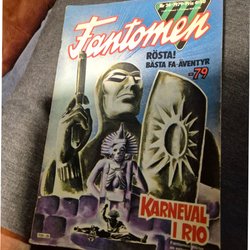 Fantomen
RÖSTA!
BÄSTA FA-ÄVENTYR
79
KARNEVAL
I RIO